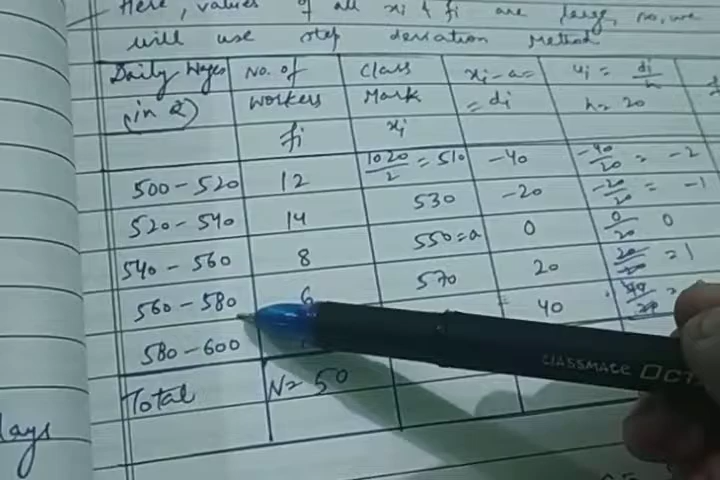 Here, values of all xi & fi are large, so, we
will use step deviation Method
Daily Wages No. of Class xi - a = ui = di/h
(in ₹) workers Mark = di h = 20
fi xi
500 - 520 12 1020/2 = 510 -40 -40/20 = -2
520 - 540 14 530 -20 -20/20 = -1
540 - 560 8 550 = a 0 0/20 0
560 - 580 6 570 20 20/20 = 1
580 - 600 40
Total N = 50
days
CLASSMATE